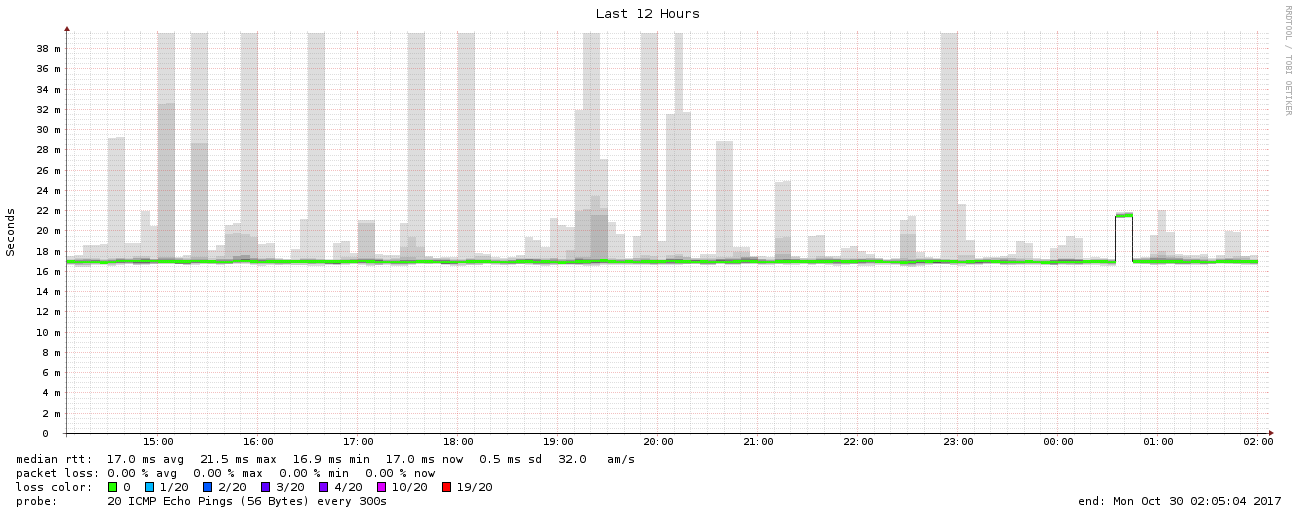 Last 12 Hours
RRDTOOL / TOBI OETIKER
Seconds
38 m
36 m
34 m
32 m
30 m
28 m
26 m
24 m
22 m
20 m
18 m
16 m
14 m
12 m
10 m
8 m
6 m
4 m
2 m
0
15:00 16:00 17:00 18:00 19:00 20:00 21:00 22:00 23:00 00:00 01:00 02:00
median rtt: 17.0 ms avg 21.5 ms max 16.9 ms min 17.0 ms now 0.5 ms sd 32.0 am/s
packet loss: 0.00 % avg 0.00 % max 0.00 % min 0.00 % now
loss color: 0 1/20 2/20 3/20 4/20 10/20 19/20
probe: 20 ICMP Echo Pings (56 Bytes) every 300s end: Mon Oct 30 02:05:04 2017